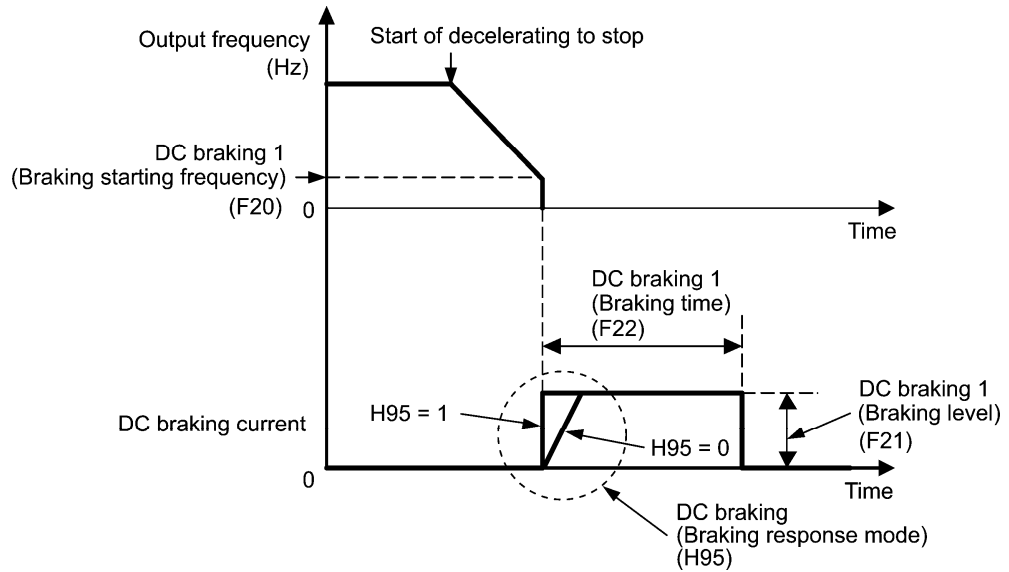 Output frequency
(Hz)
Start of decelerating to stop
DC braking 1
(Braking starting frequency)
(F20)
0
Time
DC braking 1
(Braking time)
(F22)
DC braking current
H95 = 1
H95 = 0
DC braking 1
(Braking level)
(F21)
0
Time
DC braking
(Braking response mode)
(H95)